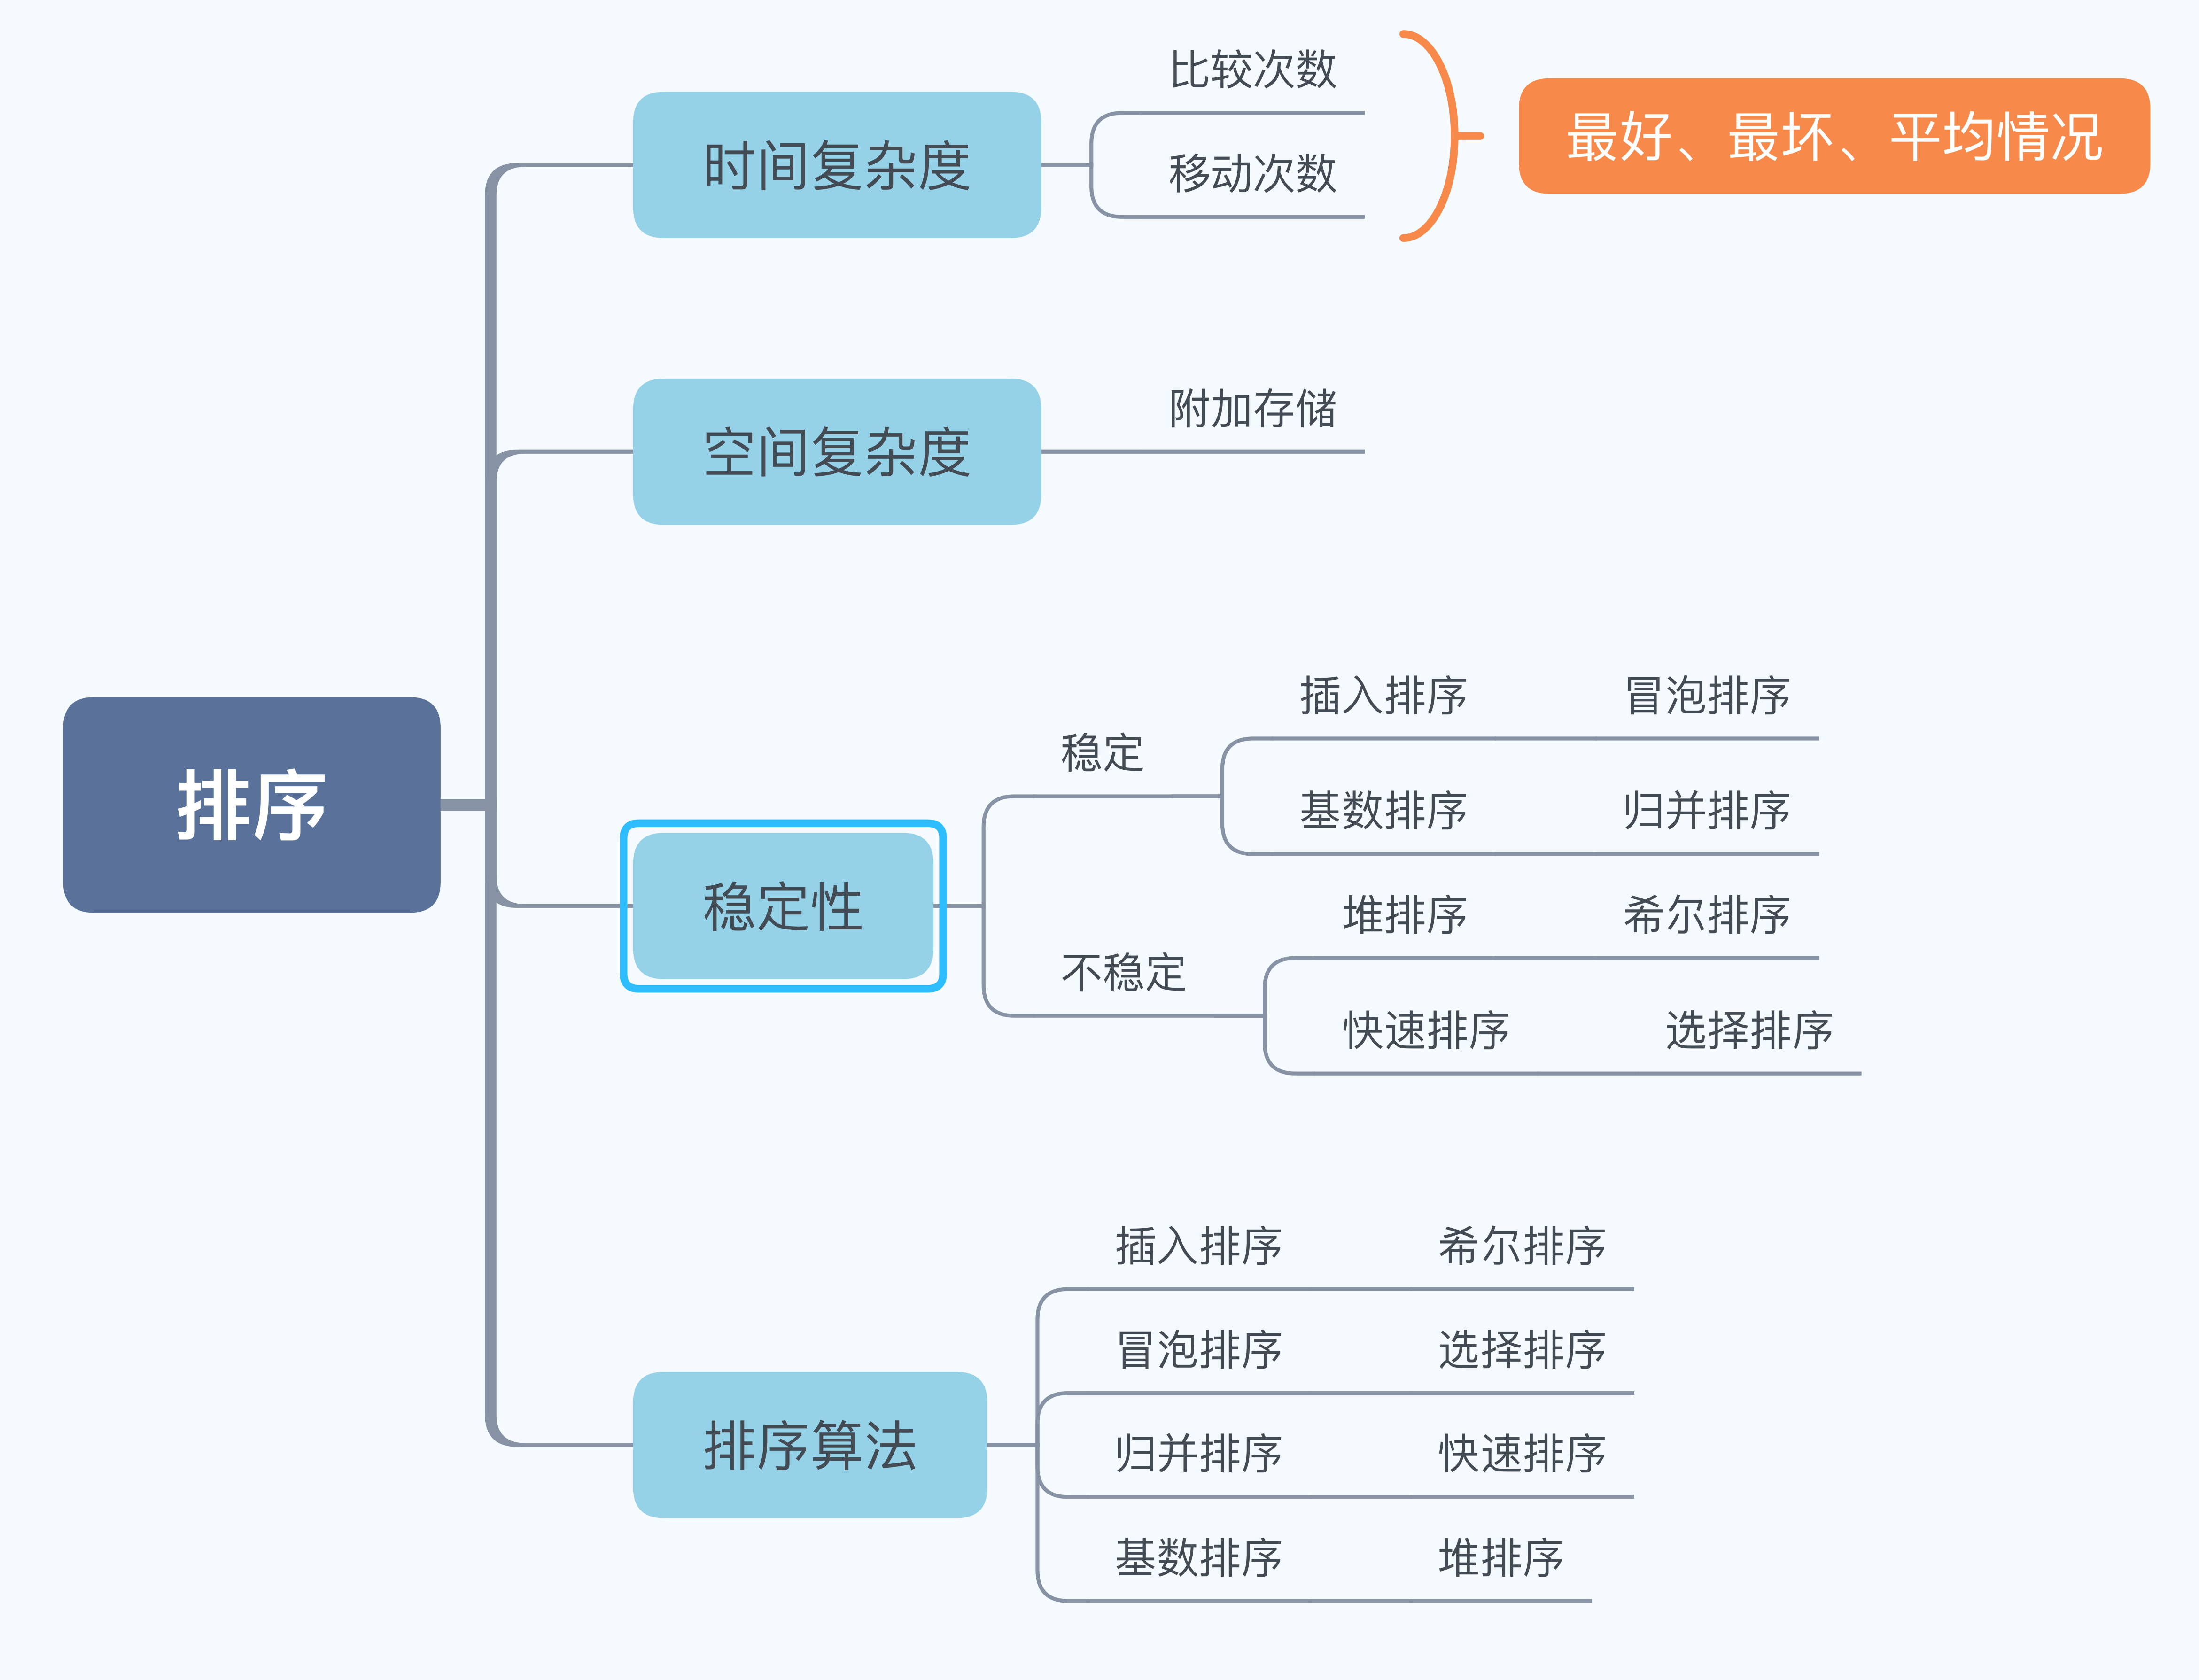 排序
时间复杂度
比较次数
移动次数
最好、最坏、平均情况
空间复杂度
附加存储
稳定性
稳定
插入排序 冒泡排序
基数排序 归并排序
不稳定
堆排序 希尔排序
快速排序 选择排序
排序算法
插入排序 希尔排序
冒泡排序 选择排序
归并排序 快速排序
基数排序 堆排序